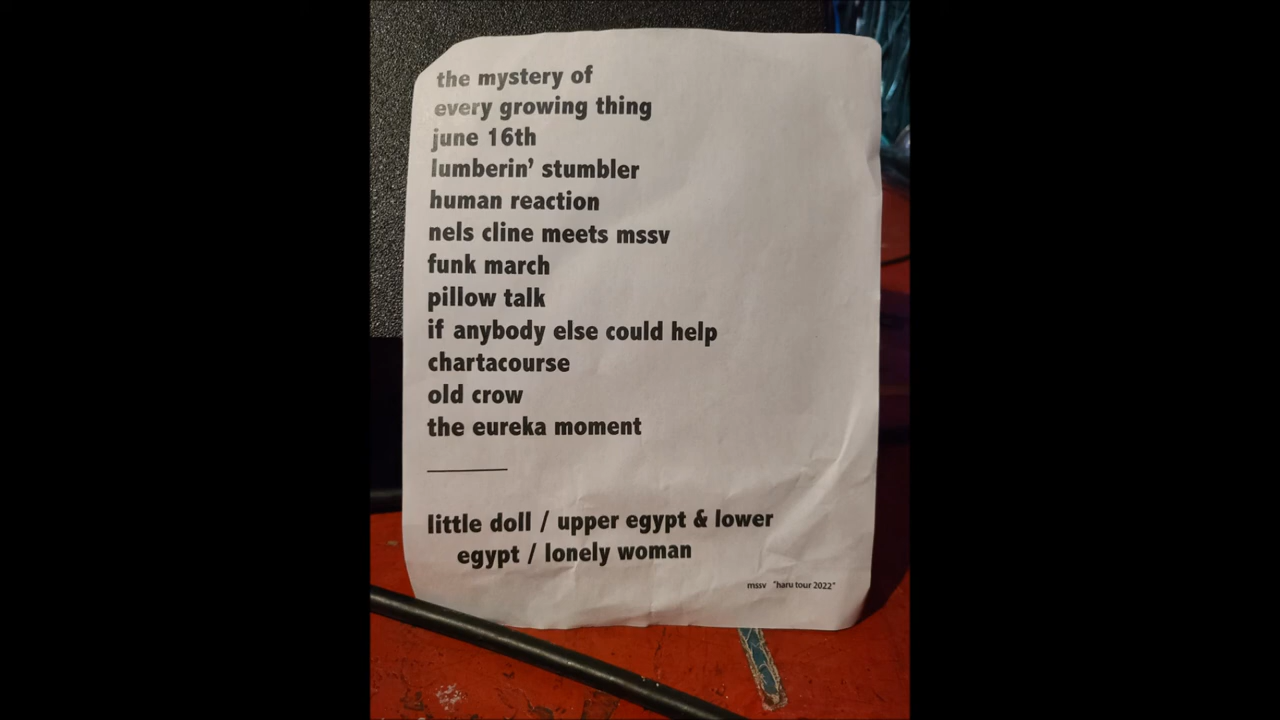 the mystery of
every growing thing
june 16th
lumberin' stumbler
human reaction
nels cline meets mssv
funk march
pillow talk
if anybody else could help
chartacourse
old crow
the eureka moment
little doll / upper egypt & lower
egypt / lonely woman
mssv "haru tour 2022"